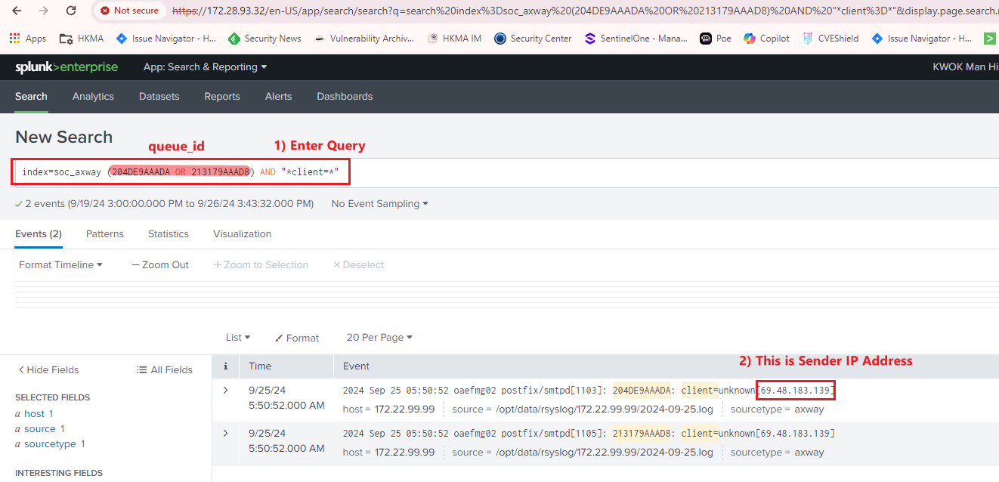 Not secure https://172.28.93.32/en-US/app/search/search?q=search%20index%3Dsoc_axway%20(204DE9AAADA%20OR%20213179AAAD8)%20AND%20"*client%3D*"&display.page.search.
Apps HKMA Issue Navigator - H... Security News Vulnerability Archiv... HKMA IM Security Center SentinelOne - Mana... Poe Copilot CVEShield Issue Navigator - H...
splunk>enterprise App: Search & Reporting KWOK Man Hi
Search Analytics Datasets Reports Alerts Dashboards
New Search
queue_id 1) Enter Query
index=soc_axway (204DE9AAADA OR 213179AAAD8) AND "*client=*"
✓ 2 events (9/19/24 3:00:00.000 PM to 9/26/24 3:43:32.000 PM) No Event Sampling
Events (2) Patterns Statistics Visualization
Format Timeline — Zoom Out + Zoom to Selection × Deselect
List Format 20 Per Page
2) This is Sender IP Address
< Hide Fields All Fields i Time Event
SELECTED FIELDS
a host 1
a source 1
a sourcetype 1
INTERESTING FIELDS
> 9/25/24 2024 Sep 25 05:50:52 oaefmg02 postfix/smtpd[1103]: 204DE9AAADA: client=unknown[69.48.183.139]
5:50:52.000 AM host = 172.22.99.99 source = /opt/data/rsyslog/172.22.99.99/2024-09-25.log sourcetype = axway
> 9/25/24 2024 Sep 25 05:50:52 oaefmg02 postfix/smtpd[1105]: 213179AAAD8: client=unknown[69.48.183.139]
5:50:52.000 AM host = 172.22.99.99 source = /opt/data/rsyslog/172.22.99.99/2024-09-25.log sourcetype = axway